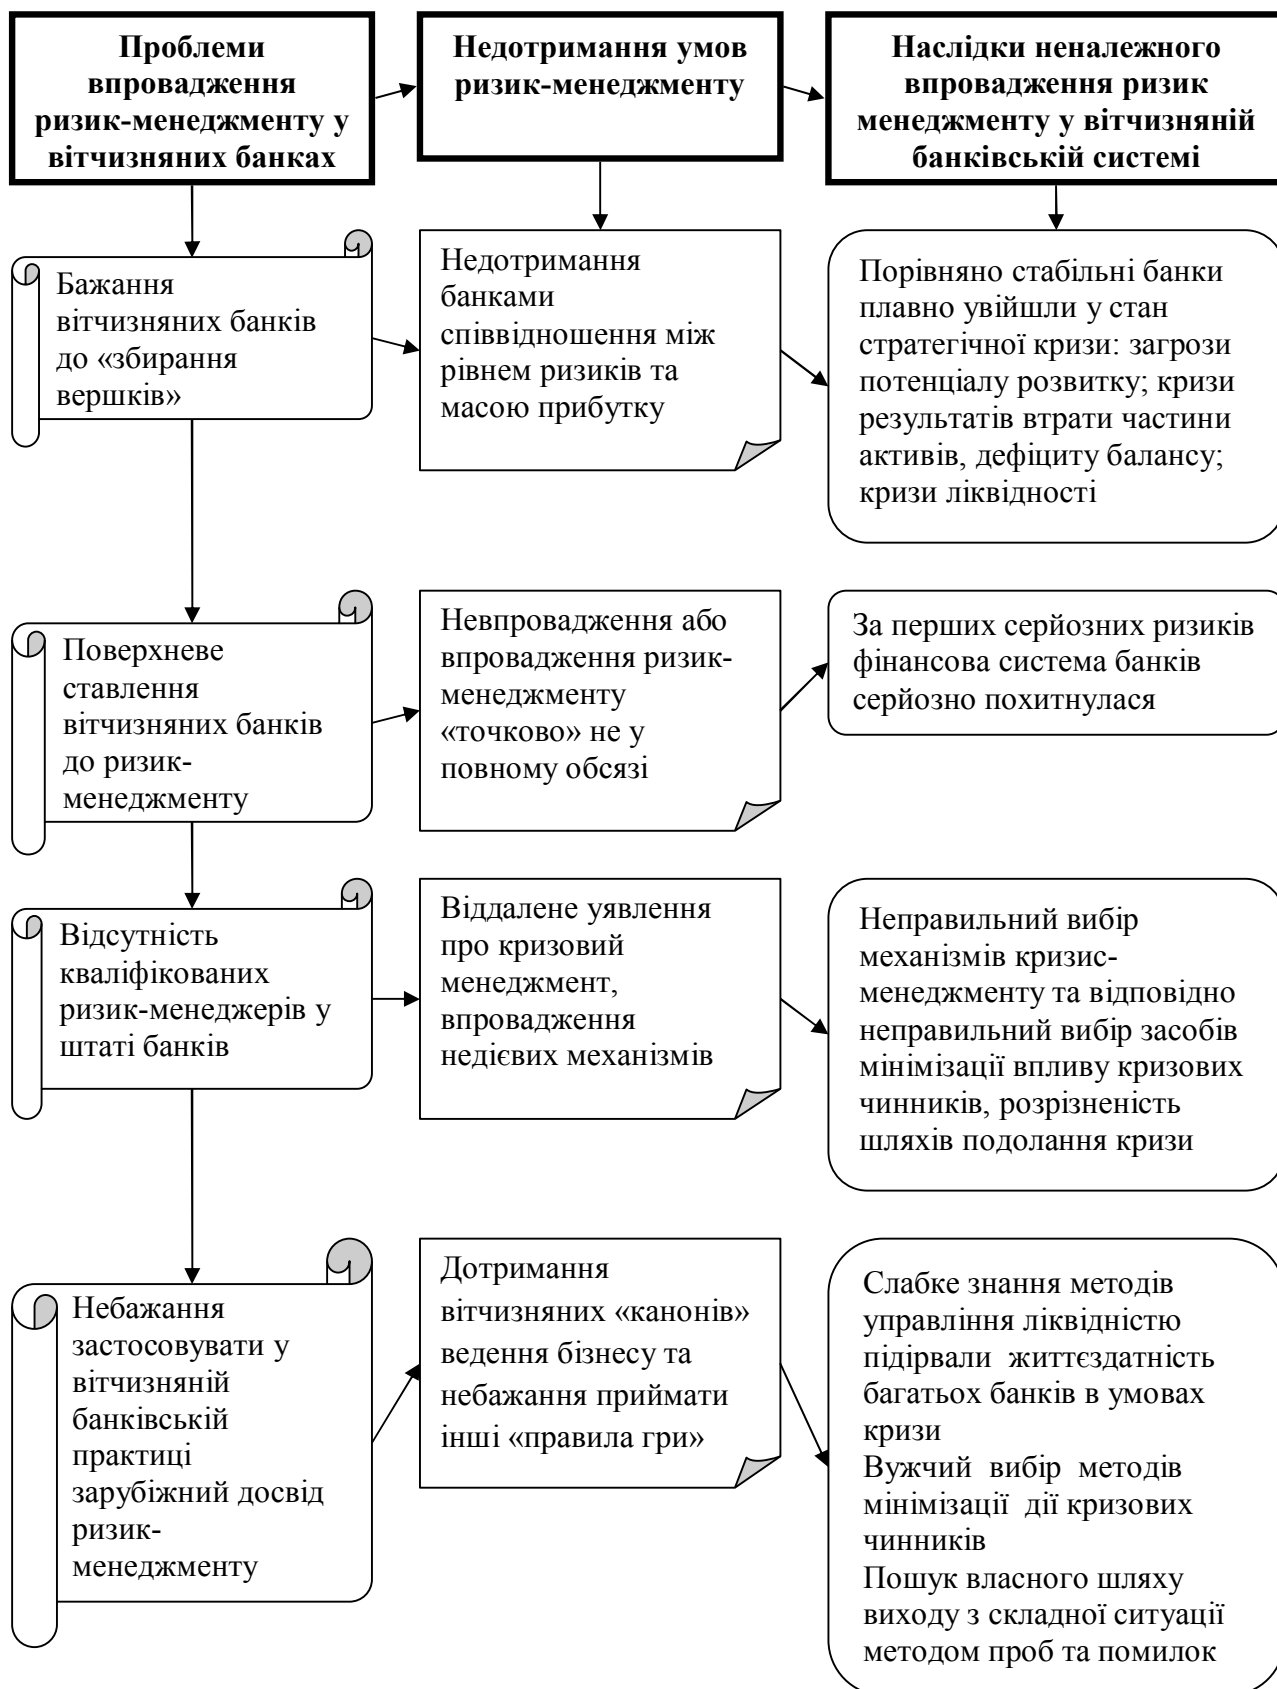 Проблеми
впровадження
ризик-менеджменту у
вітчизняних банках
Недотримання умов
ризик-менеджменту
Наслідки неналежного
впровадження ризик
менеджменту у вітчизняній
банківській системі
Бажання
вітчизняних банків
до «збирання
вершків»
Недотримання
банками
співвідношення між
рівнем ризиків та
масою прибутку
Порівняно стабільні банки
плавно увійшли у стан
стратегічної кризи: загрози
потенціалу розвитку; кризи
результатів втрати частини
активів, дефіциту балансу;
кризи ліквідності
Поверхневе
ставлення
вітчизняних банків
до ризик-
менеджменту
Невпровадження або
впровадження ризик-
менеджменту
«точково» не у
повному обсязі
За перших серйозних ризиків
фінансова система банків
серйозно похитнулася
Відсутність
кваліфікованих
ризик-менеджерів у
штаті банків
Віддалене уявлення
про кризовий
менеджмент,
впровадження
недієвих механізмів
Неправильний вибір
механізмів кризис-
менеджменту та відповідно
неправильний вибір засобів
мінімізації впливу кризових
чинників, розрізненість
шляхів подолання кризи
Небажання
застосовувати у
вітчизняній
банківській
практиці
зарубіжний досвід
ризик-
менеджменту
Дотримання
вітчизняних «канонів»
ведення бізнесу та
небажання приймати
інші «правила гри»
Слабке знання методів
управління ліквідністю
підірвали життєздатність
багатьох банків в умовах
кризи
Вужчий вибір методів
мінімізації дії кризових
чинників
Пошук власного шляху
виходу з складної ситуації
методом проб та помилок